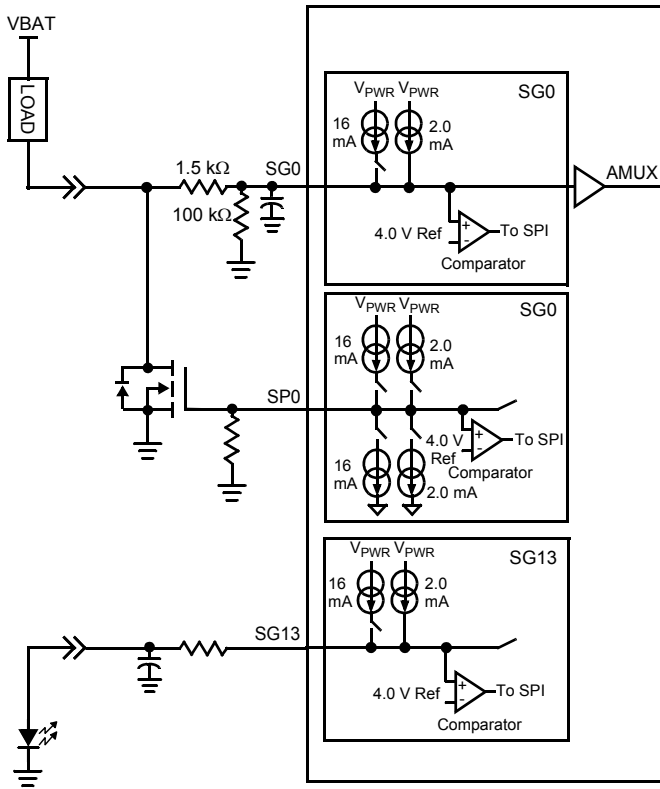 VBAT
LOAD
1.5 kΩ
100 kΩ
SG0
SG0
VPWR VPWR
16 mA
2.0 mA
4.0 V Ref
+
-
To SPI
Comparator
AMUX
SG0
VPWR VPWR
16 mA
2.0 mA
SP0
4.0 V Ref
+
-
To SPI
Comparator
16 mA
2.0 mA
SG13
VPWR VPWR
16 mA
2.0 mA
SG13
4.0 V Ref
+
-
To SPI
Comparator